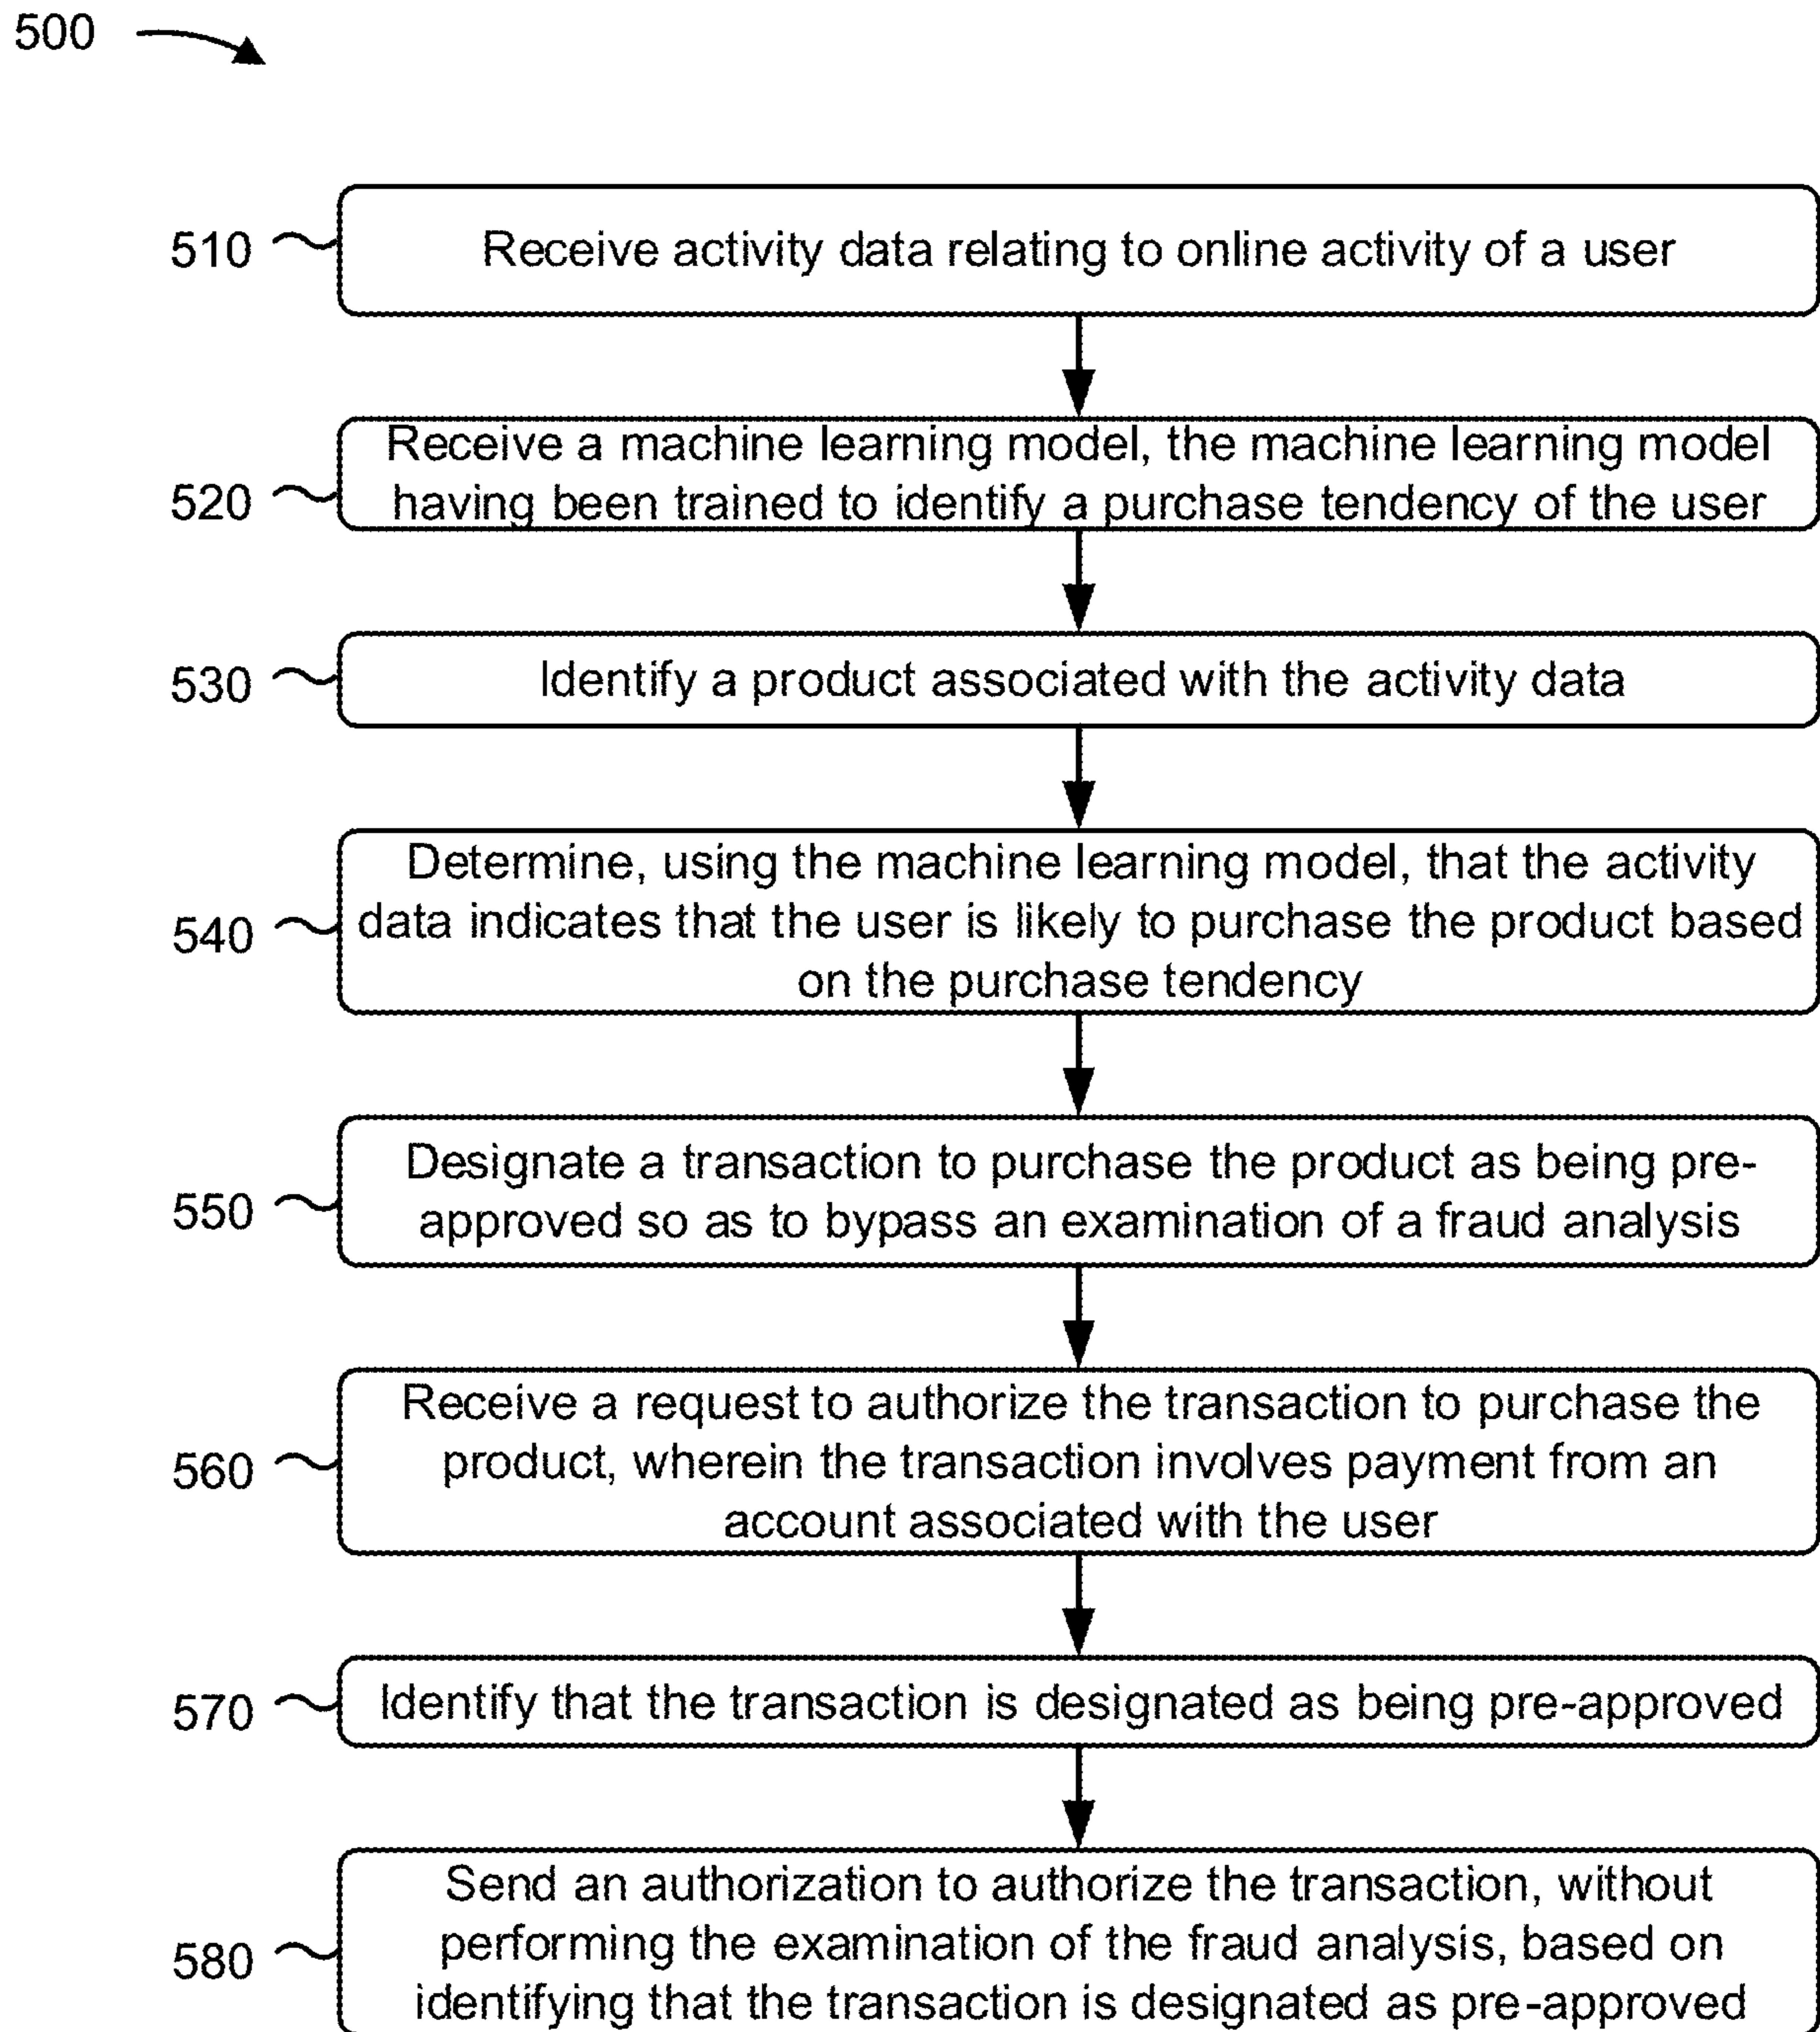 500
510
Receive activity data relating to online activity of a user
520
Receive a machine learning model, the machine learning model
having been trained to identify a purchase tendency of the user
530
Identify a product associated with the activity data
540
Determine, using the machine learning model, that the activity
data indicates that the user is likely to purchase the product based
on the purchase tendency
550
Designate a transaction to purchase the product as being pre-
approved so as to bypass an examination of a fraud analysis
560
Receive a request to authorize the transaction to purchase the
product, wherein the transaction involves payment from an
account associated with the user
570
Identify that the transaction is designated as being pre-approved
580
Send an authorization to authorize the transaction, without
performing the examination of the fraud analysis, based on
identifying that the transaction is designated as pre-approved